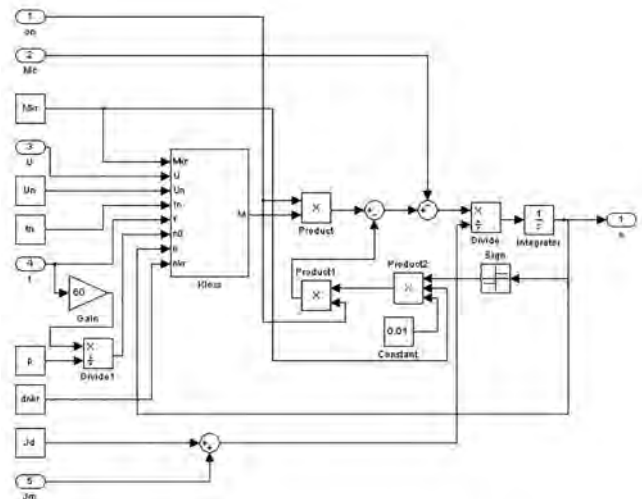 1
on
2
Mc
Mkr
3
U
Un
fn
4
f
60
Gain
p
dnkr
Jd
5
Jm
Mkr
U
Un
fn
f
n0
n
nkr
M
Kloss
X
÷
Divide1
X
Product
X
Product1
X
Product2
0.01
Constant
X
÷
Divide
1
s
Integrator
Sign
1
n